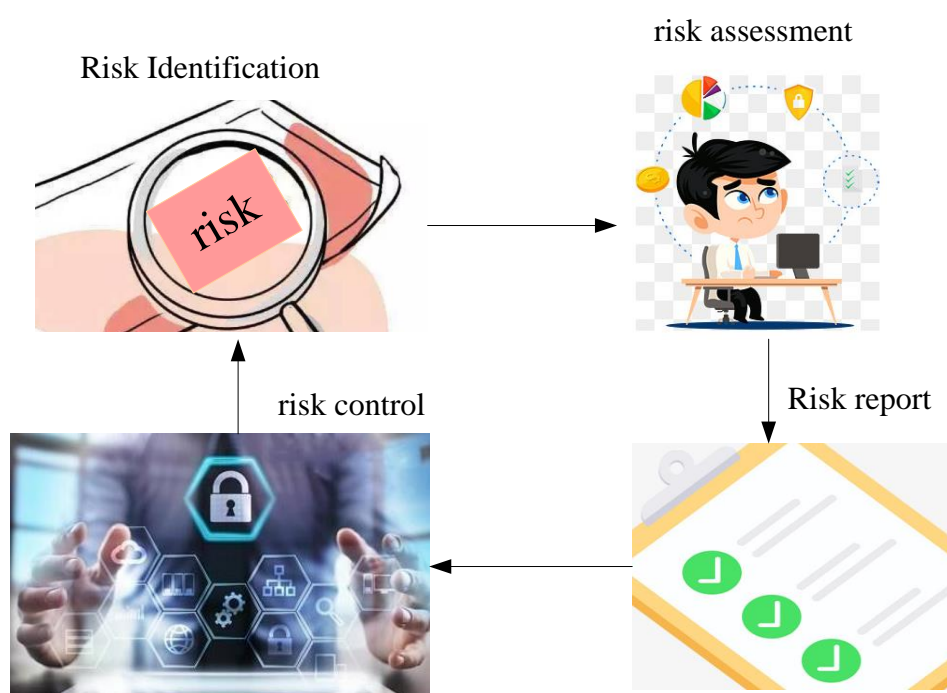 risk assessment
Risk Identification
risk
risk control
Risk report